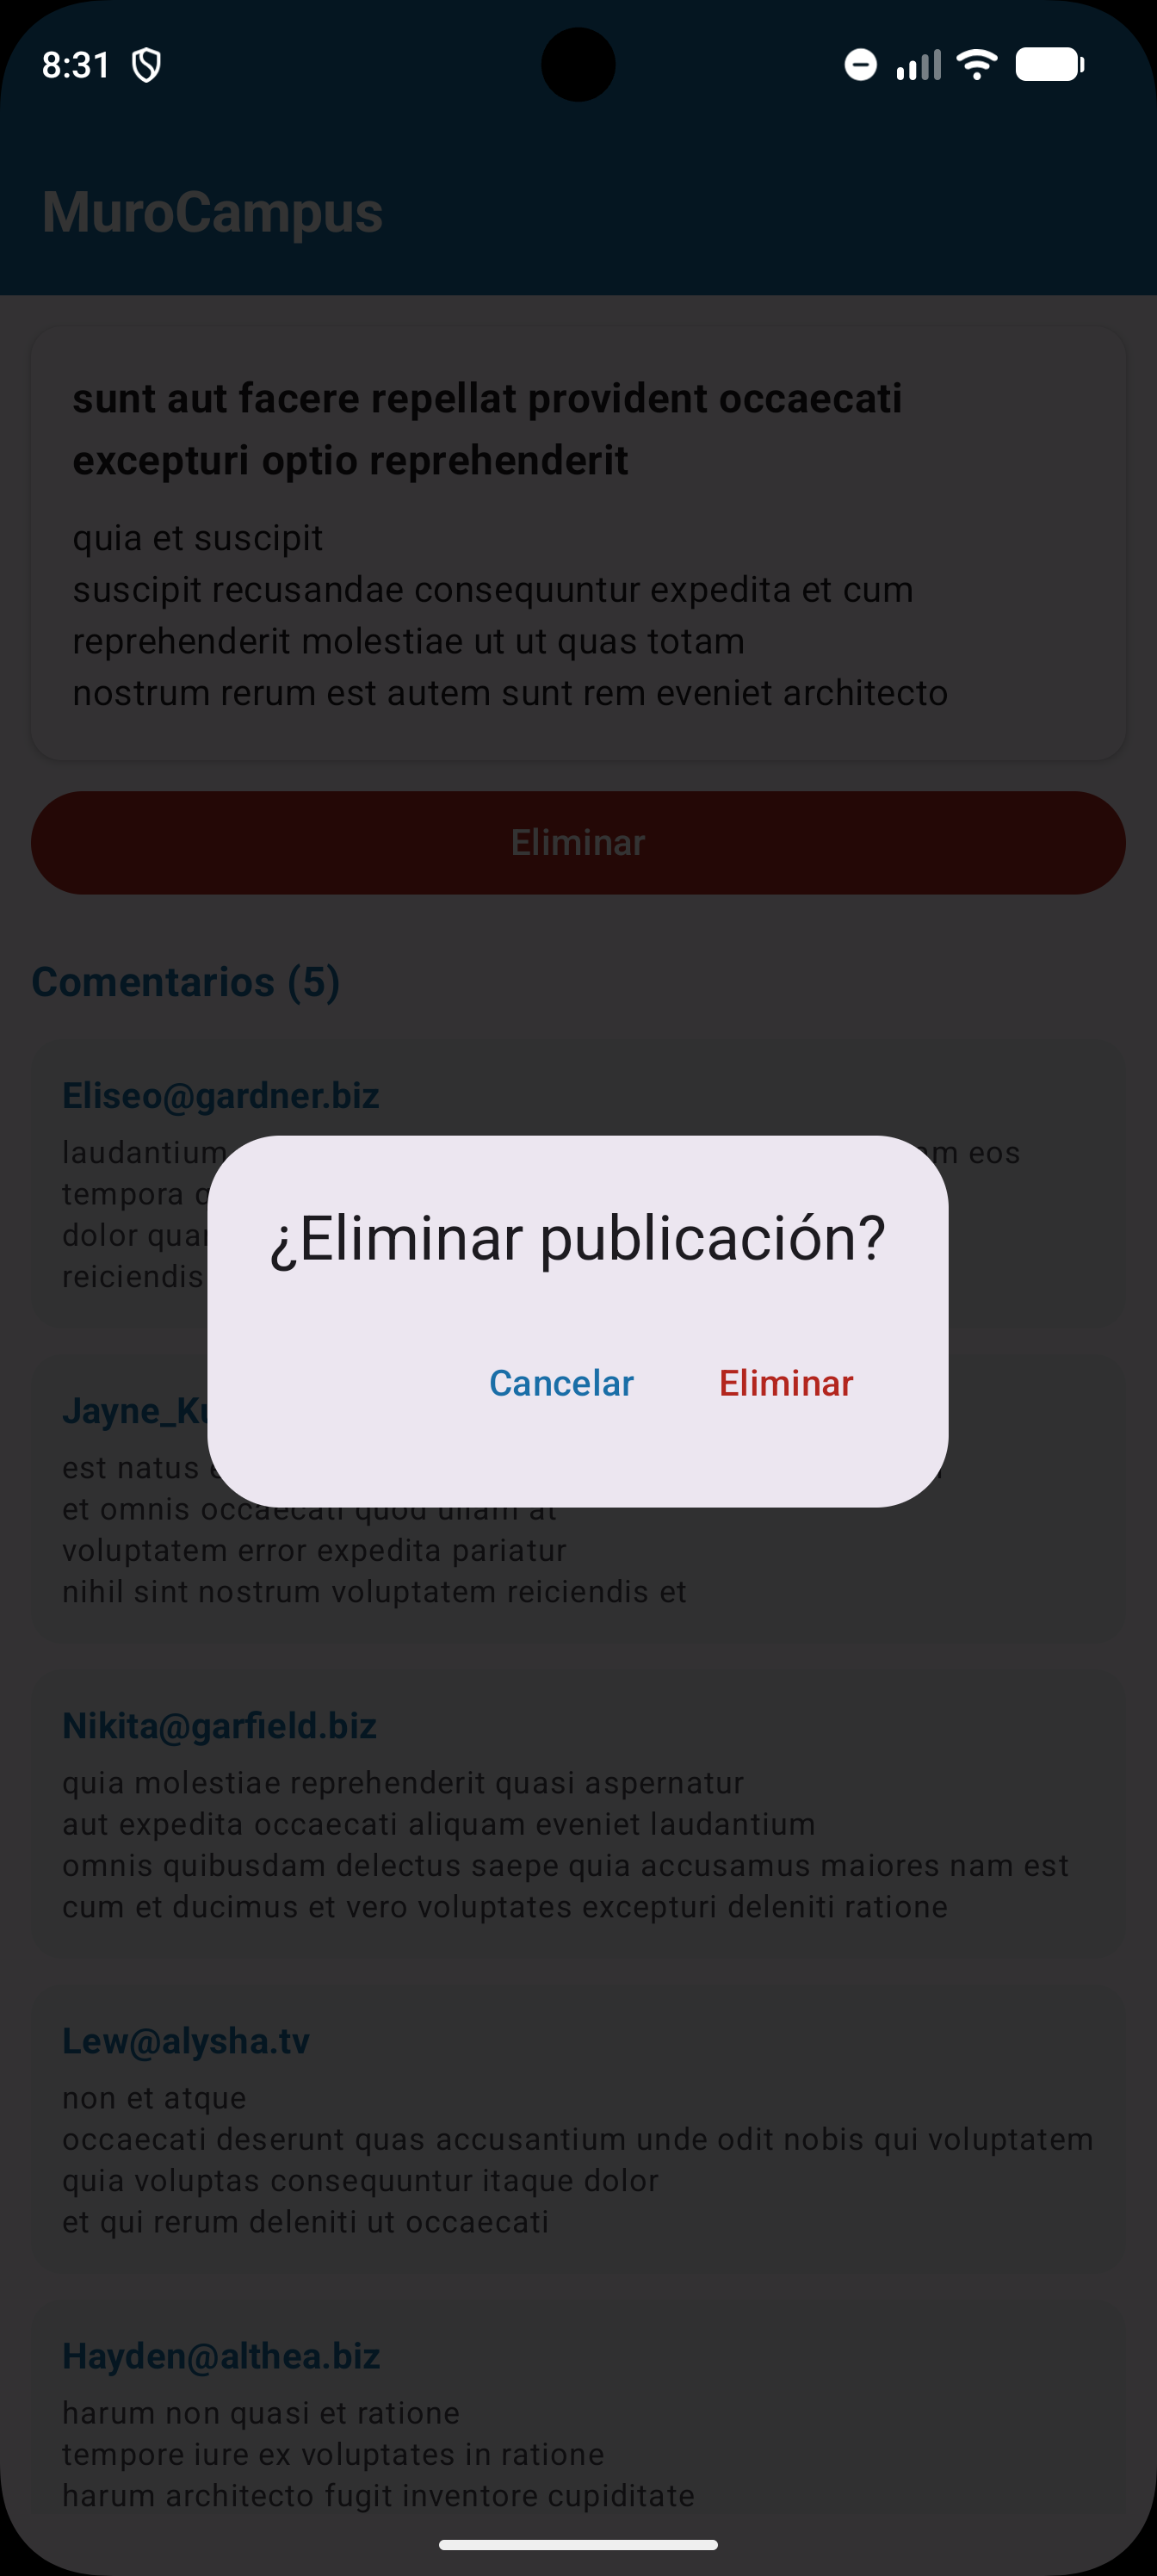 8:31
MuroCampus
sunt aut facere repellat provident occaecati
excepturi optio reprehenderit
quia et suscipit
suscipit recusandae consequuntur expedita et cum
reprehenderit molestiae ut ut quas totam
nostrum rerum est autem sunt rem eveniet architecto
Eliminar
Comentarios (5)
Eliseo@gardner.biz
laudantium eos
tempora
dolor
reiciendis
¿Eliminar publicación?
Cancelar Eliminar
est natus
et omnis occaecati quod ullam at
voluptatem error expedita pariatur
nihil sint nostrum voluptatem reiciendis et
Nikita@garfield.biz
quia molestiae reprehenderit quasi aspernatur
aut expedita occaecati aliquam eveniet laudantium
omnis quibusdam delectus saepe quia accusamus maiores nam est
cum et ducimus et vero voluptates excepturi deleniti ratione
Lew@alysha.tv
non et atque
occaecati deserunt quas accusantium unde odit nobis qui voluptatem
quia voluptas consequuntur itaque dolor
et qui rerum deleniti ut occaecati
Hayden@althea.biz
harum non quasi et ratione
tempore iure ex voluptates in ratione
harum architecto fugit inventore cupiditate